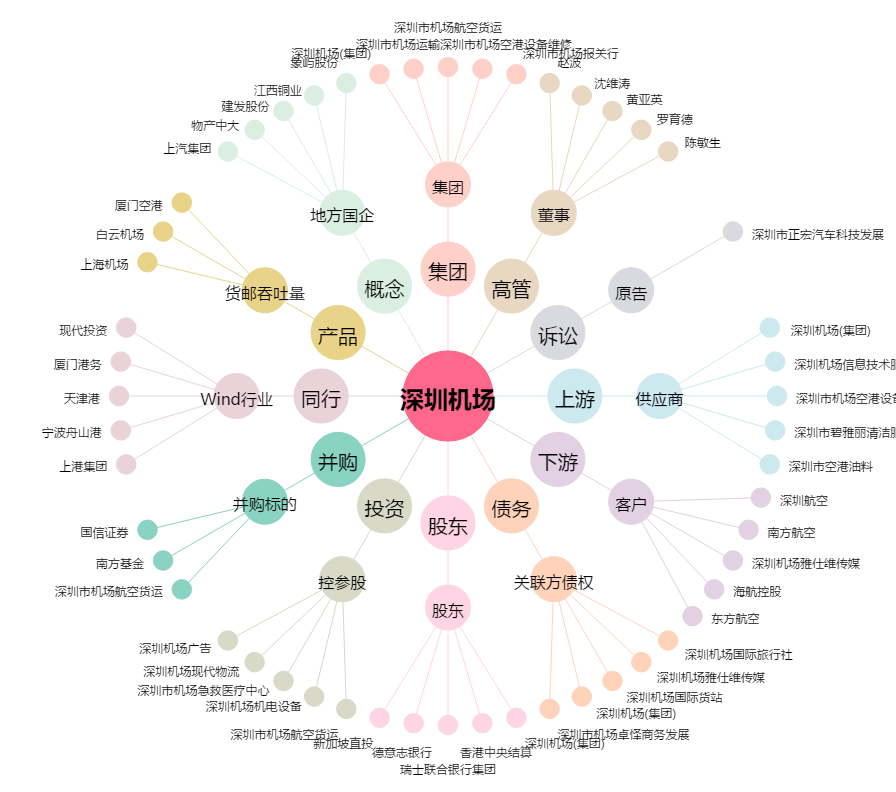 深圳市机场航空货运
深圳市机场运输
深圳市机场空港设备维修
深圳机场(集团)
深圳市机场报关行
象屿股份
赵波
江西铜业
沈维涛
建发股份
黄亚英
物产中大
罗育德
上汽集团
陈敏生
集团
地方国企
董事
厦门空港
白云机场
上海机场
深圳市正宏汽车科技发展
集团
概念
高管
货邮吞吐量
原告
产品
诉讼
现代投资
厦门港务
天津港
宁波舟山港
上港集团
Wind行业
同行
深圳机场
上游
供应商
深圳机场(集团)
深圳机场信息技术服
深圳市机场空港设备
深圳市碧雅丽清洁服
深圳市空港油料
并购
下游
并购标的
客户
国信证券
南方基金
深圳市机场航空货运
深圳航空
南方航空
深圳机场雅仕维传媒
海航控股
东方航空
投资
股东
债务
控参股
股东
关联方债权
深圳机场广告
深圳机场现代物流
深圳市机场急救医疗中心
深圳机场机电设备
深圳市机场航空货运
新加坡直投
德意志银行
瑞士联合银行集团
香港中央结算
深圳机场(集团)
深圳机场国际旅行社
深圳机场雅仕维传媒
深圳机场国际货站
深圳机场(集团)
深圳市机场卓怿商务发展